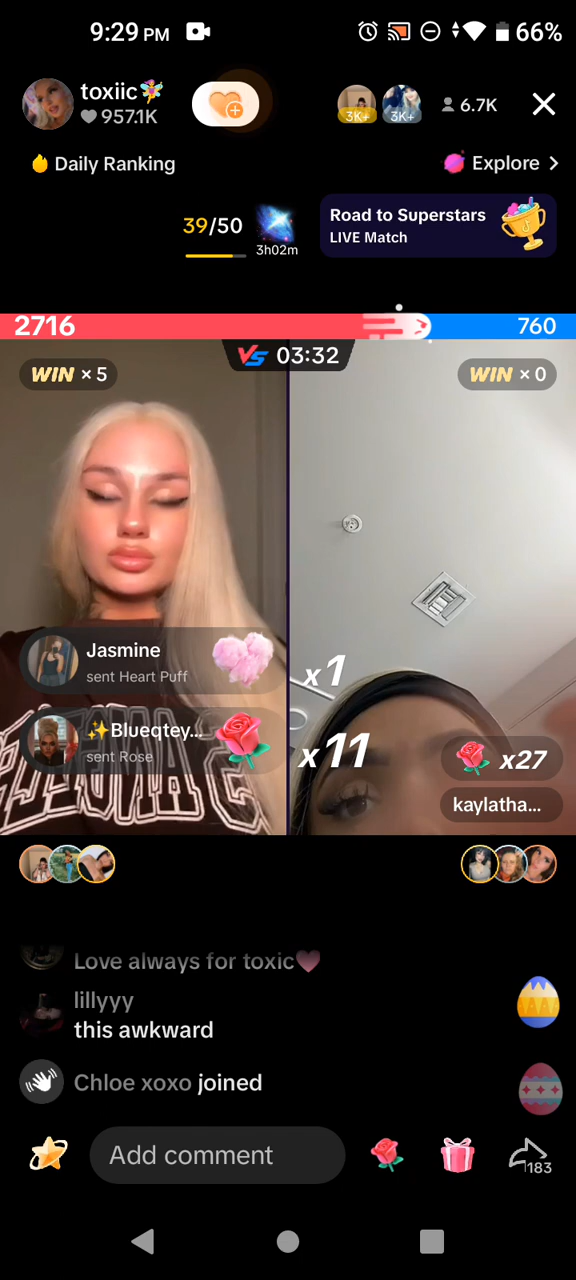 9:29 PM
66%
toxiic🧚
957.1K
3K+
3K+
6.7K
Daily Ranking
Explore >
39/50
3h02m
Road to Superstars
LIVE Match
2716
760
VS 03:32
WIN × 5
WIN × 0
Jasmine
sent Heart Puff
x1
✨Blueqtey...
sent Rose
x11
x27
kaylatha...
Love always for toxic♥
lillyyy
this awkward
Chloe xoxo joined
Add comment
183